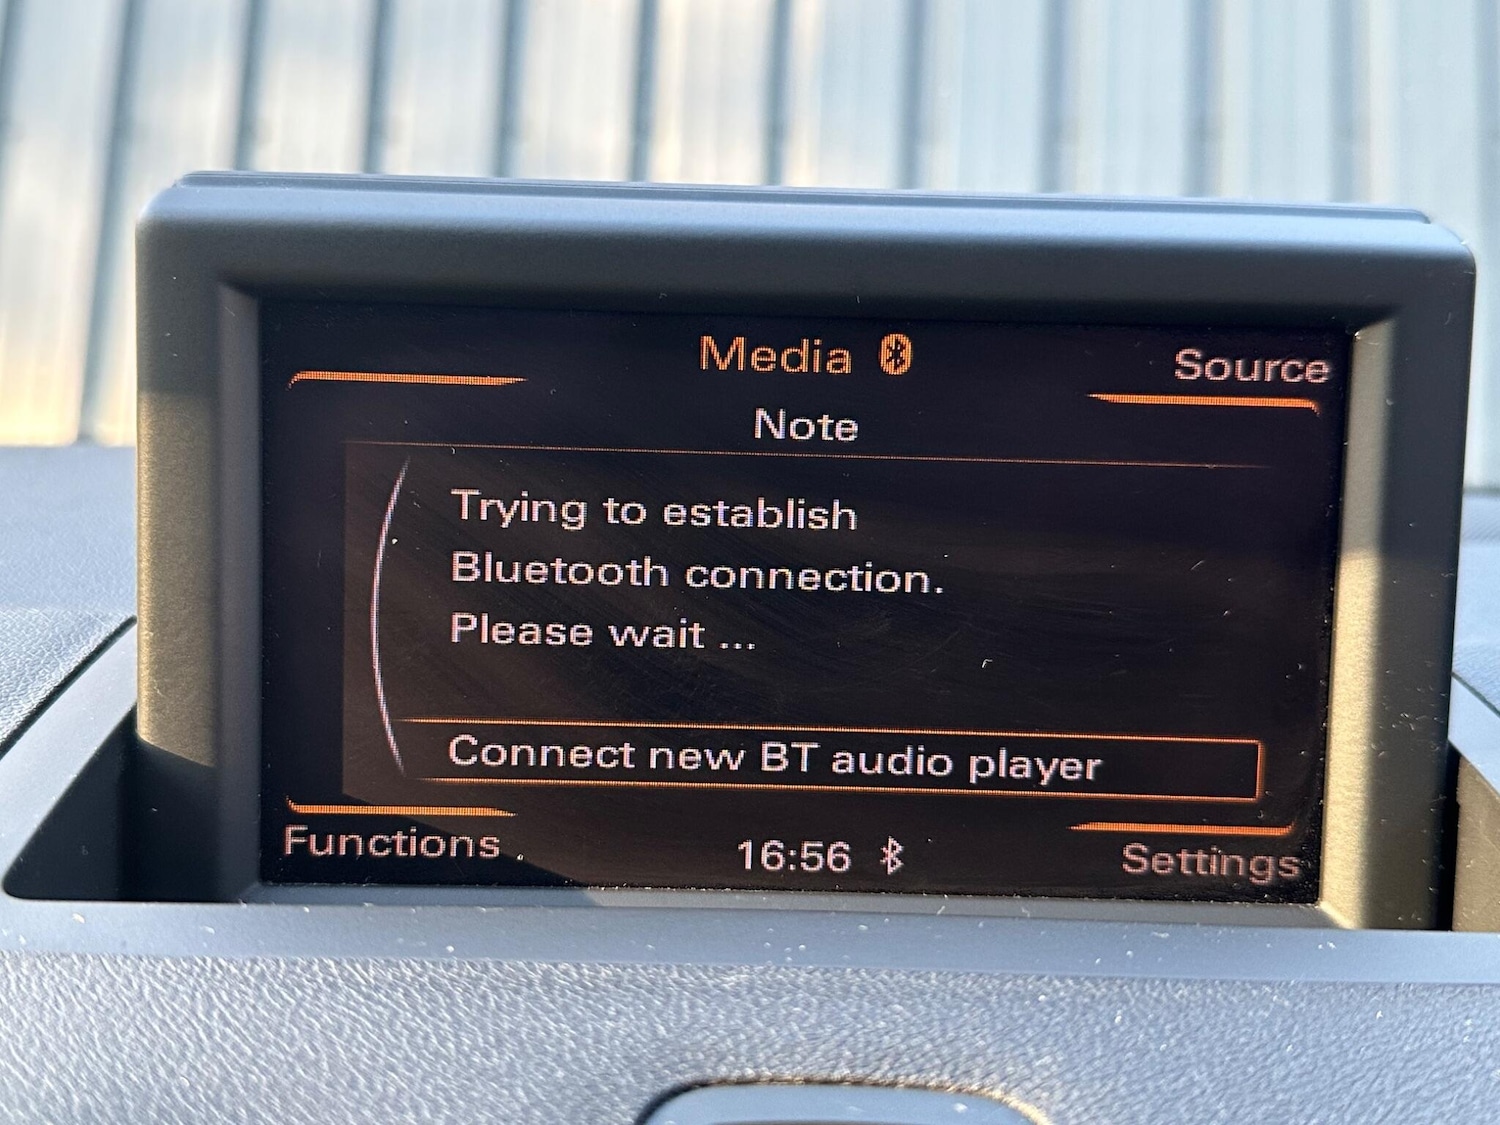 Media
Source
Note
Trying to establish
Bluetooth connection.
Please wait ...
Connect new BT audio player
Functions
16:56
Settings